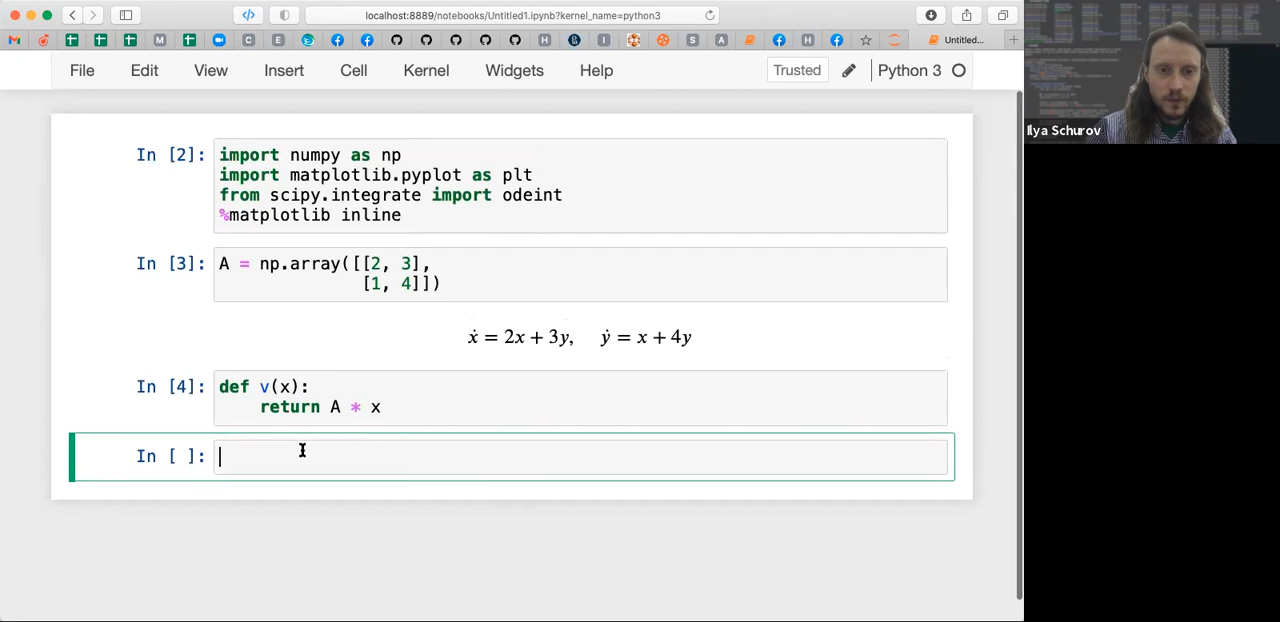 localhost:8889/notebooks/Untitled1.ipynb?kernel_name=python3
Untitled...
File Edit View Insert Cell Kernel Widgets Help Trusted Python 3
Ilya Schurov
In [2]: import numpy as np
import matplotlib.pyplot as plt
from scipy.integrate import odeint
%matplotlib inline
In [3]: A = np.array([[2, 3],
[1, 4]])
ẋ = 2x + 3y, ẏ = x + 4y
In [4]: def v(x):
return A * x
In [ ]: